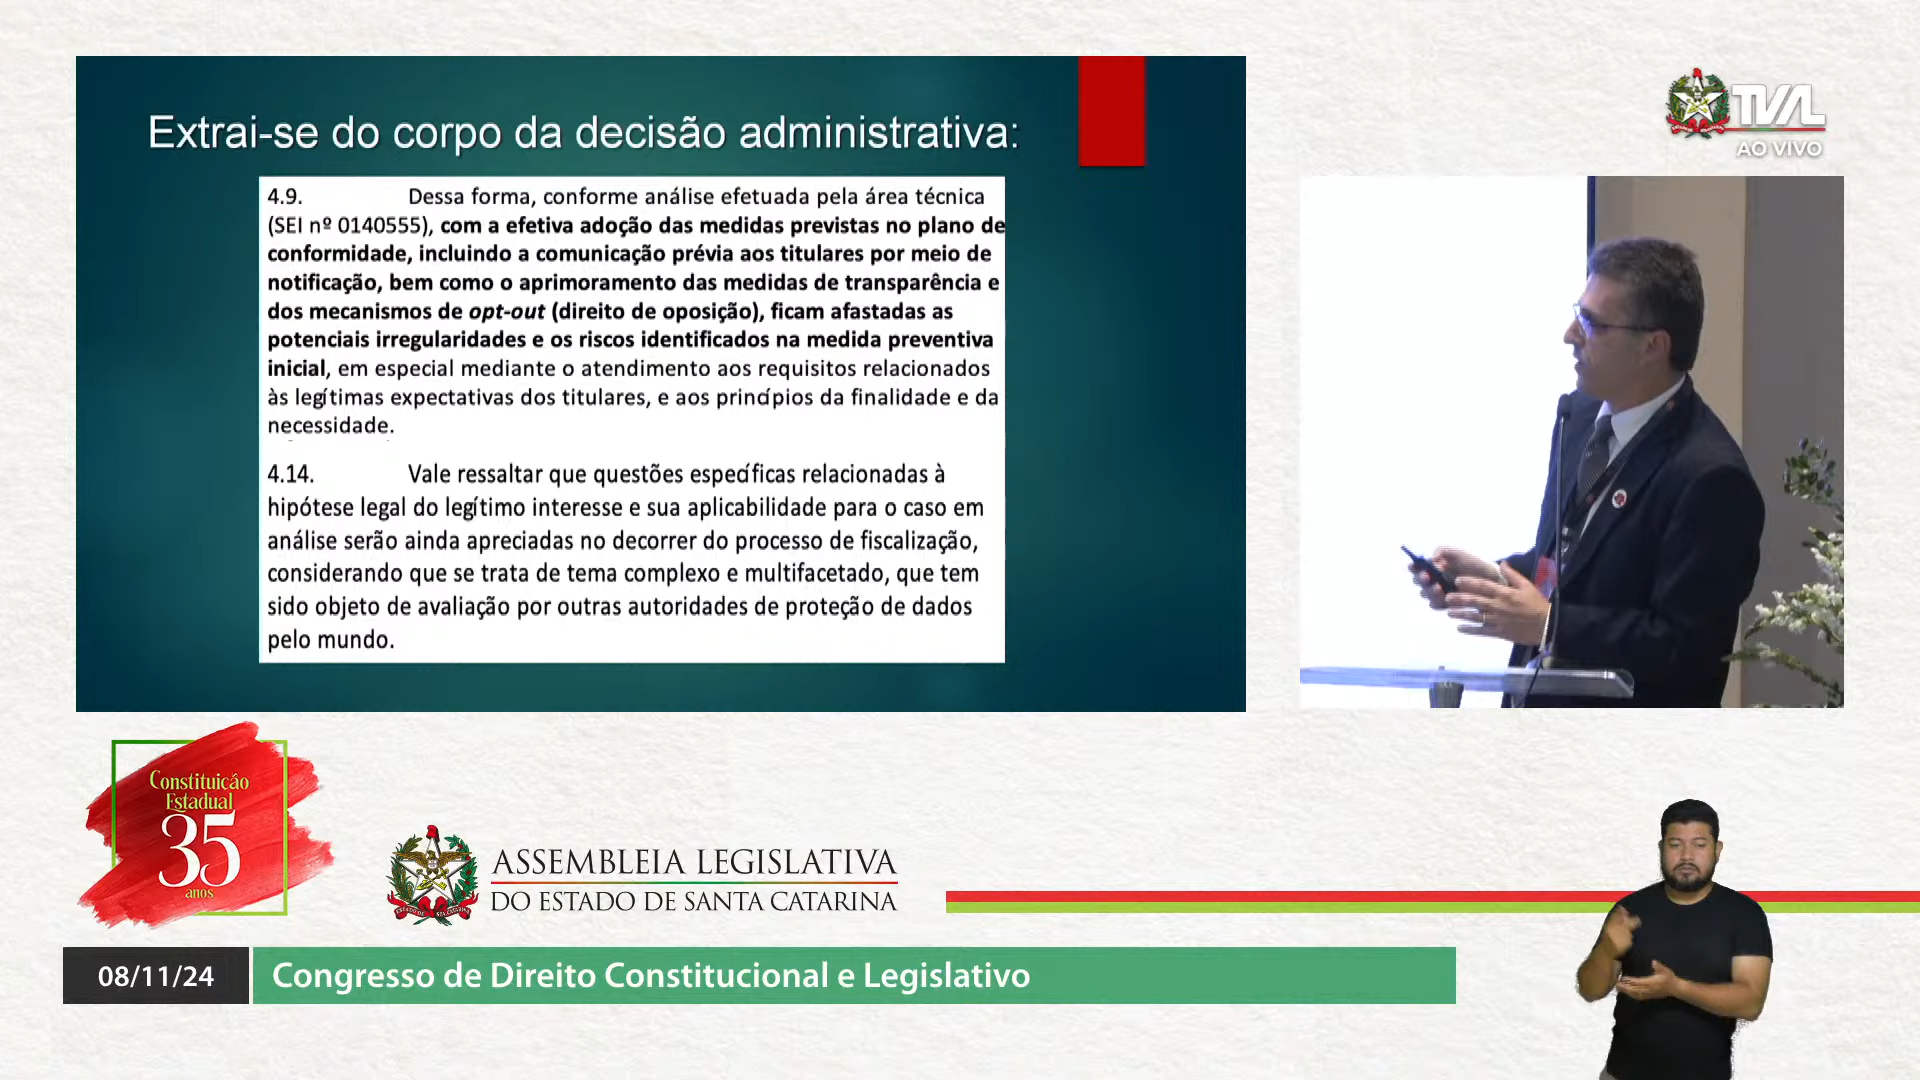 Extrai-se do corpo da decisão administrativa:
4.9. Dessa forma, conforme análise efetuada pela área técnica
(SEI nº 0140555), com a efetiva adoção das medidas previstas no plano de
conformidade, incluindo a comunicação prévia aos titulares por meio de
notificação, bem como o aprimoramento das medidas de transparência e
dos mecanismos de opt-out (direito de oposição), ficam afastadas as
potenciais irregularidades e os riscos identificados na medida preventiva
inicial, em especial mediante o atendimento aos requisitos relacionados
às legítimas expectativas dos titulares, e aos princípios da finalidade e da
necessidade.
4.14. Vale ressaltar que questões específicas relacionadas à
hipótese legal do legítimo interesse e sua aplicabilidade para o caso em
análise serão ainda apreciadas no decorrer do processo de fiscalização,
considerando que se trata de tema complexo e multifacetado, que tem
sido objeto de avaliação por outras autoridades de proteção de dados
pelo mundo.
TVAL
AO VIVO
Constituição
Estadual
35
anos
ASSEMBLEIA LEGISLATIVA
DO ESTADO DE SANTA CATARINA
08/11/24
Congresso de Direito Constitucional e Legislativo